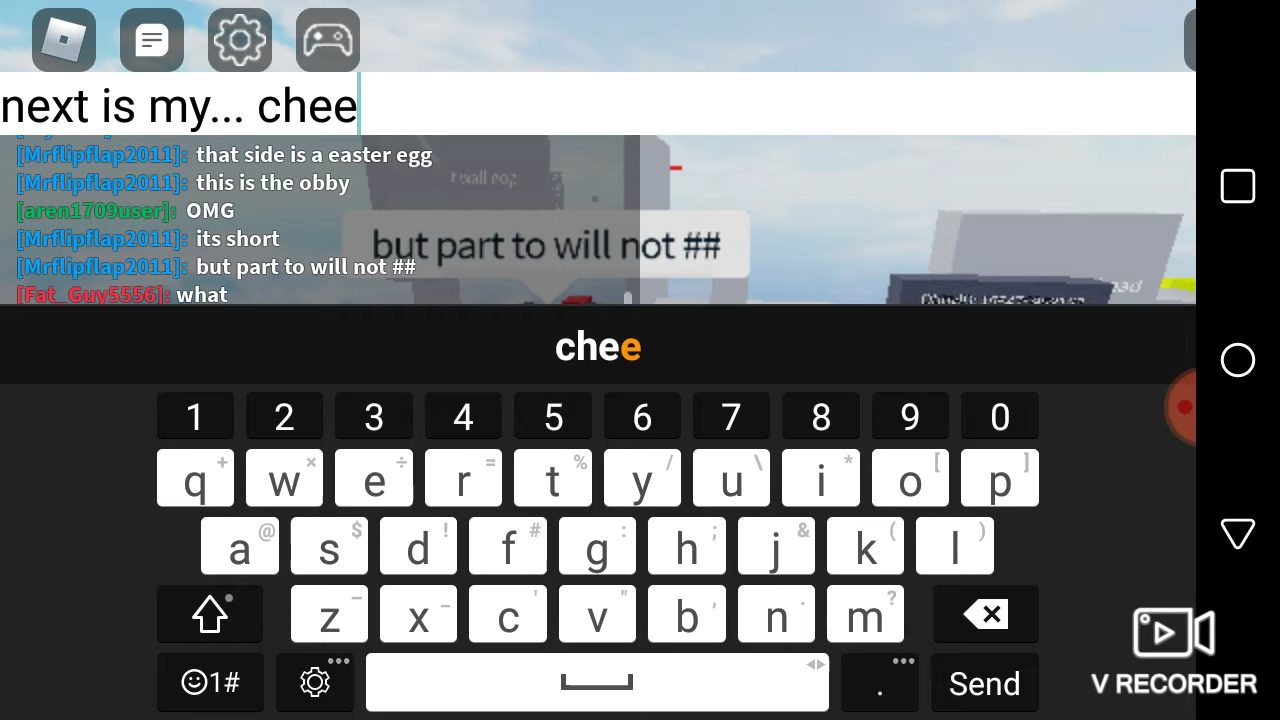 next is my... chee
[Mrflipflap2011]: that side is a easter egg
[Mrflipflap2011]: this is the obby
[aren1709user]: OMG
[Mrflipflap2011]: its short
[Mrflipflap2011]: but part to will not ##
[Fat_Guy5556]: what
but part to will not ##
chee
1 2 3 4 5 6 7 8 9 0
q + w × e ÷ r = t % y / u \ i * o [ p ]
a @ s $ d ! f # g : h ; j & k ( l )
z – x _ c ' v " b , n . m ?
1# . Send
V RECORDER